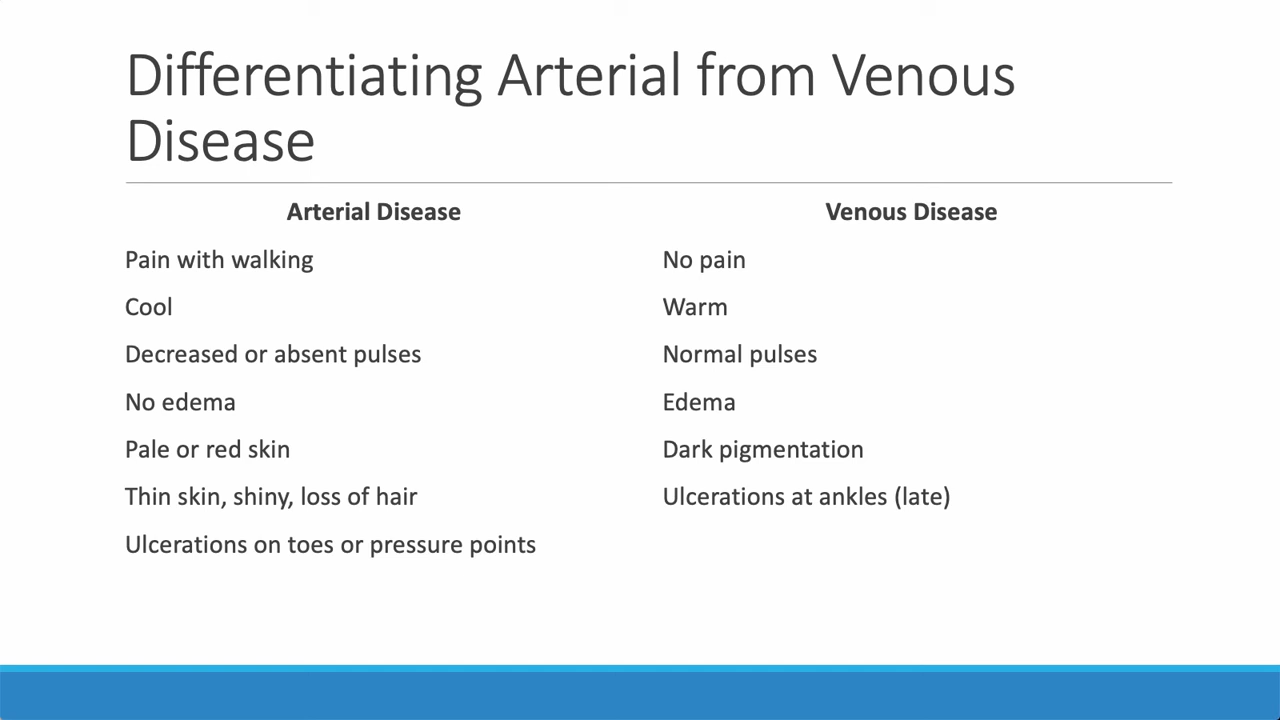 Differentiating Arterial from Venous
Disease
Arterial Disease
Pain with walking
Cool
Decreased or absent pulses
No edema
Pale or red skin
Thin skin, shiny, loss of hair
Ulcerations on toes or pressure points
Venous Disease
No pain
Warm
Normal pulses
Edema
Dark pigmentation
Ulcerations at ankles (late)